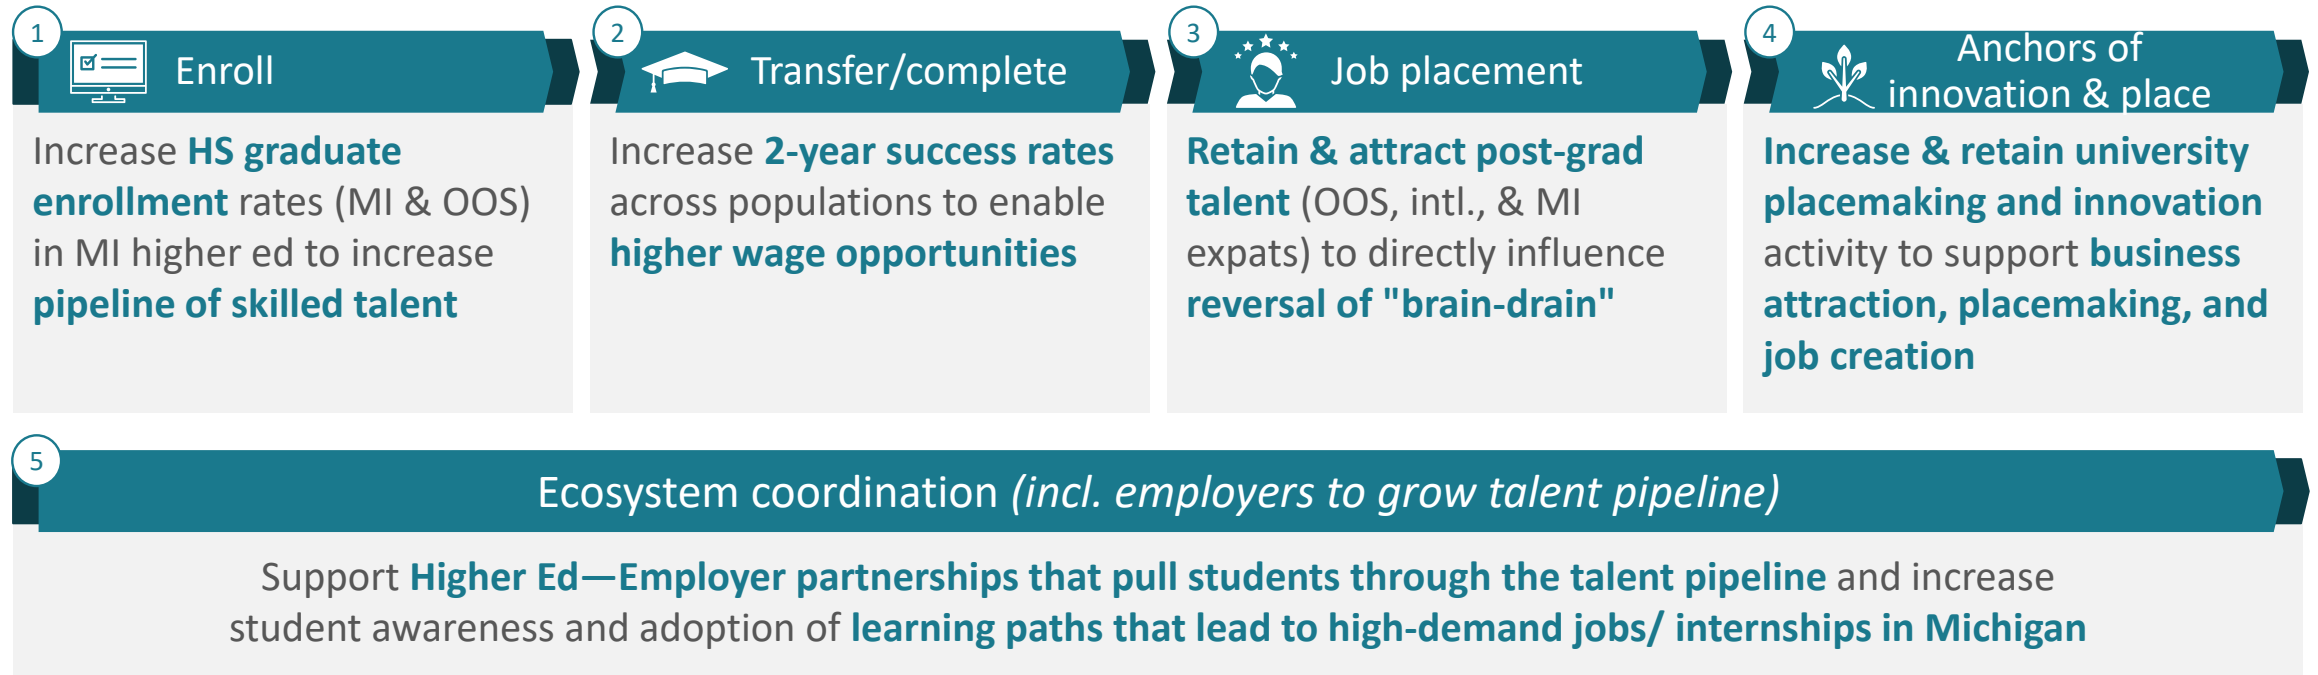 1
Enroll
Increase HS graduate
enrollment rates (MI & OOS)
in MI higher ed to increase
pipeline of skilled talent
2
Transfer/complete
Increase 2-year success rates
across populations to enable
higher wage opportunities
3
Job placement
Retain & attract post-grad
talent (OOS, intl., & MI
expats) to directly influence
reversal of "brain-drain"
4
Anchors of
innovation & place
Increase & retain university
placemaking and innovation
activity to support business
attraction, placemaking, and
job creation
5
Ecosystem coordination (incl. employers to grow talent pipeline)
Support Higher Ed—Employer partnerships that pull students through the talent pipeline and increase
student awareness and adoption of learning paths that lead to high-demand jobs/ internships in Michigan